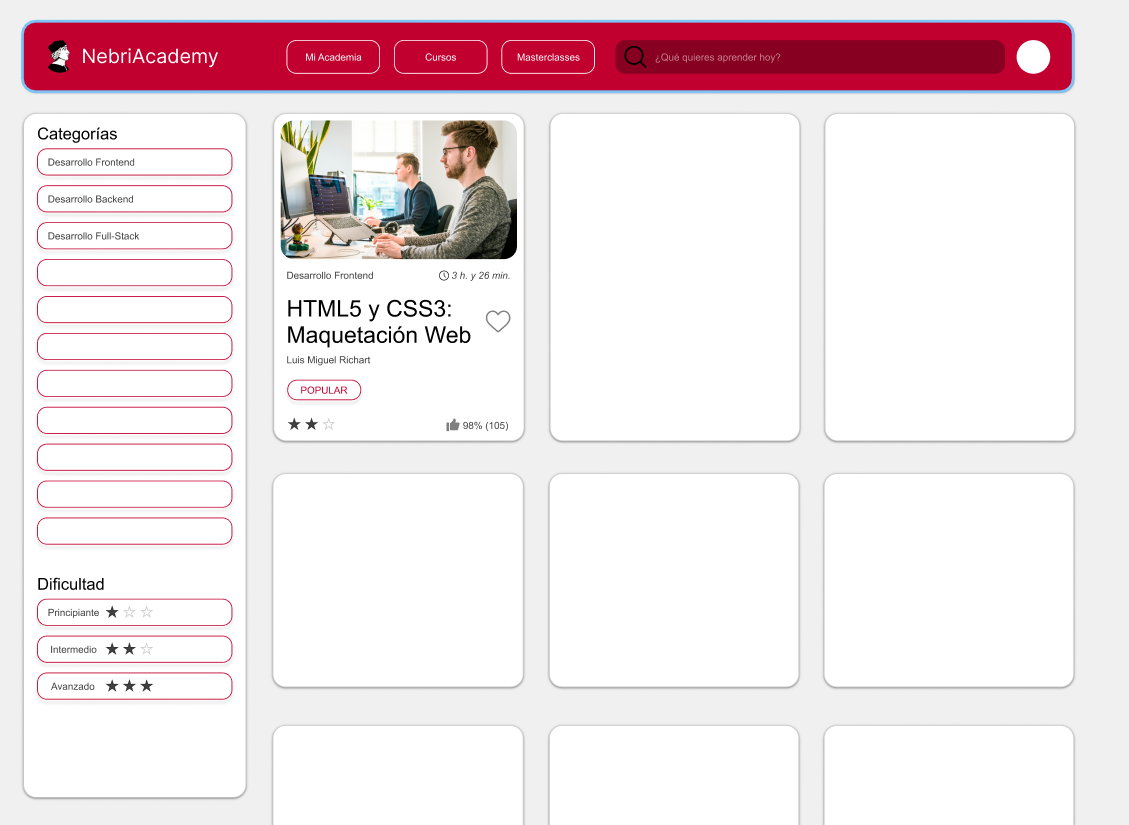 NebriAcademy
Mi Academia
Cursos
Masterclasses
¿Qué quieres aprender hoy?
Categorías
Desarrollo Frontend
Desarrollo Backend
Desarrollo Full-Stack
Dificultad
Principiante
Intermedio
Avanzado
Desarrollo Frontend
3 h. y 26 min.
HTML5 y CSS3:
Maquetación Web
Luis Miguel Richart
POPULAR
98% (105)